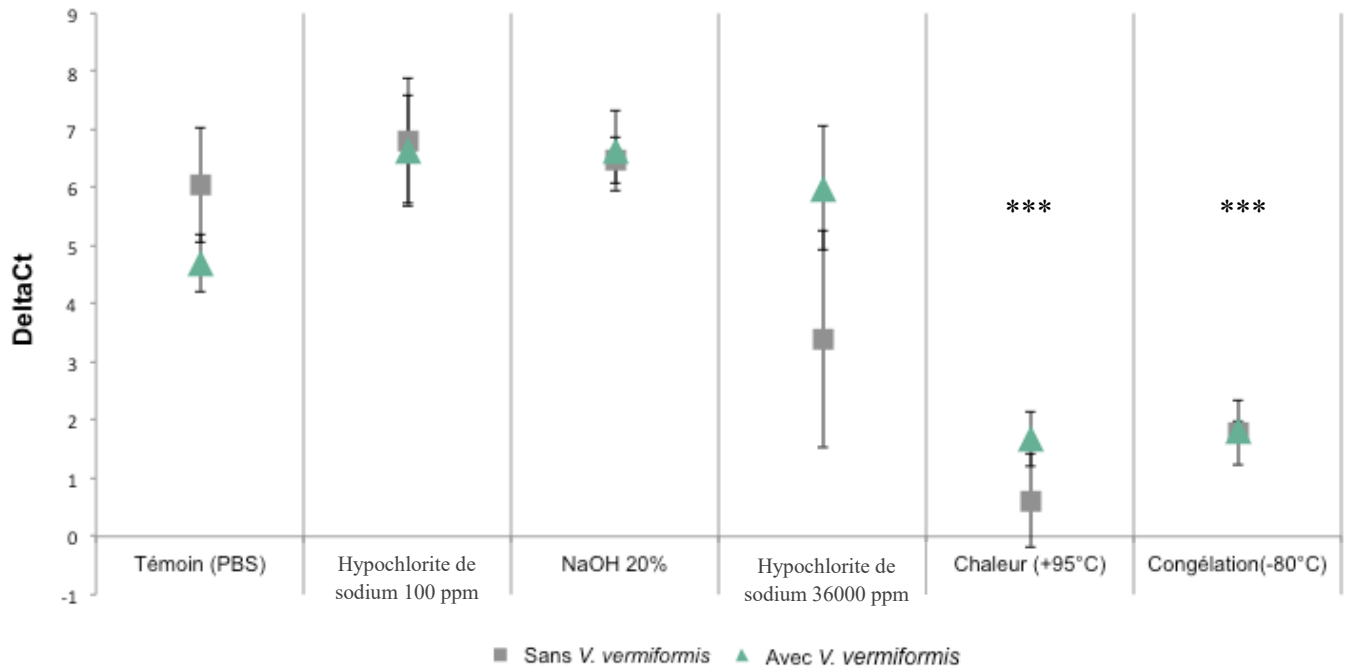 9
8
7
6
5
4
3
2
1
0
-1
DeltaCt
***
***
Témoin (PBS)
Hypochlorite de
sodium 100 ppm
NaOH 20%
Hypochlorite de
sodium 36000 ppm
Chaleur (+95°C)
Congélation(-80°C)
Sans V. vermiformis
Avec V. vermiformis